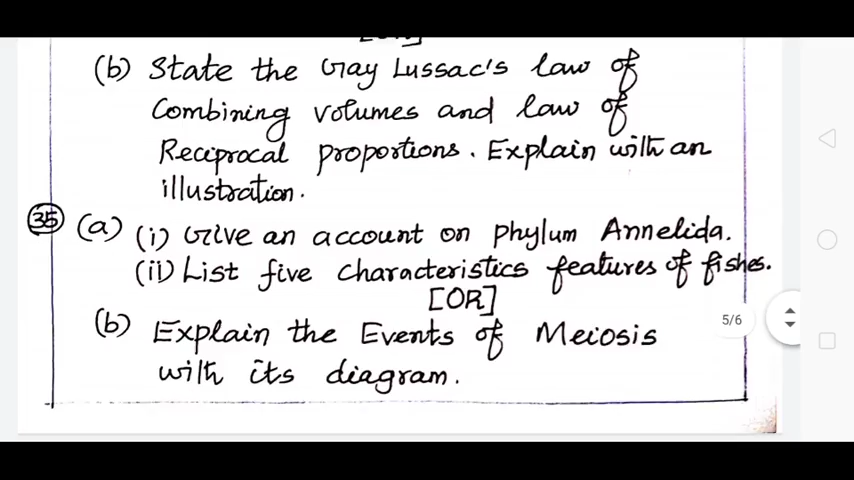 (b) State the Gay Lussac's law of
Combining volumes and law of
Reciprocal proportions. Explain with an
illustration.
35 (a) (i) Give an account on phylum Annelida.
(ii) List five characteristics features of fishes.
[OR]
(b) Explain the Events of Meiosis
with its diagram.
5/6